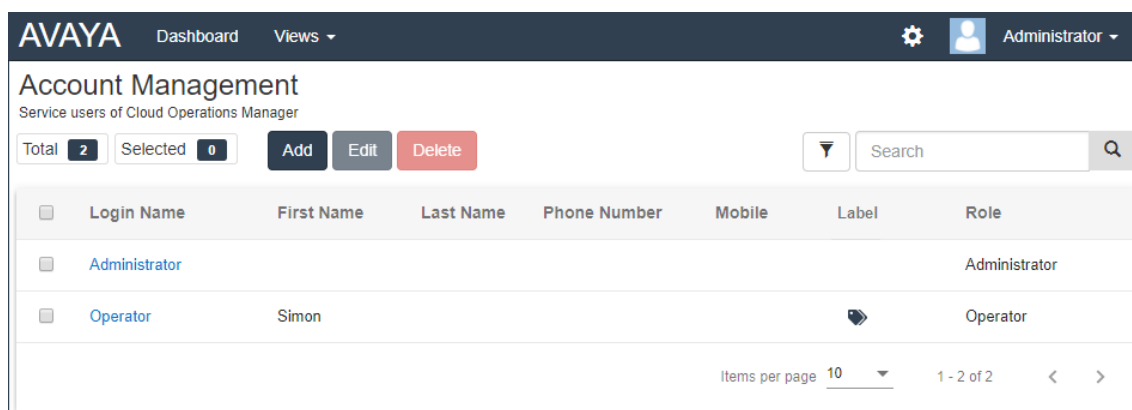 AVAYA Dashboard Views Administrator
Account Management
Service users of Cloud Operations Manager
Total 2 Selected 0 Add Edit Delete Search
Login Name First Name Last Name Phone Number Mobile Label Role
Administrator Administrator
Operator Simon Operator
Items per page 10 1 - 2 of 2